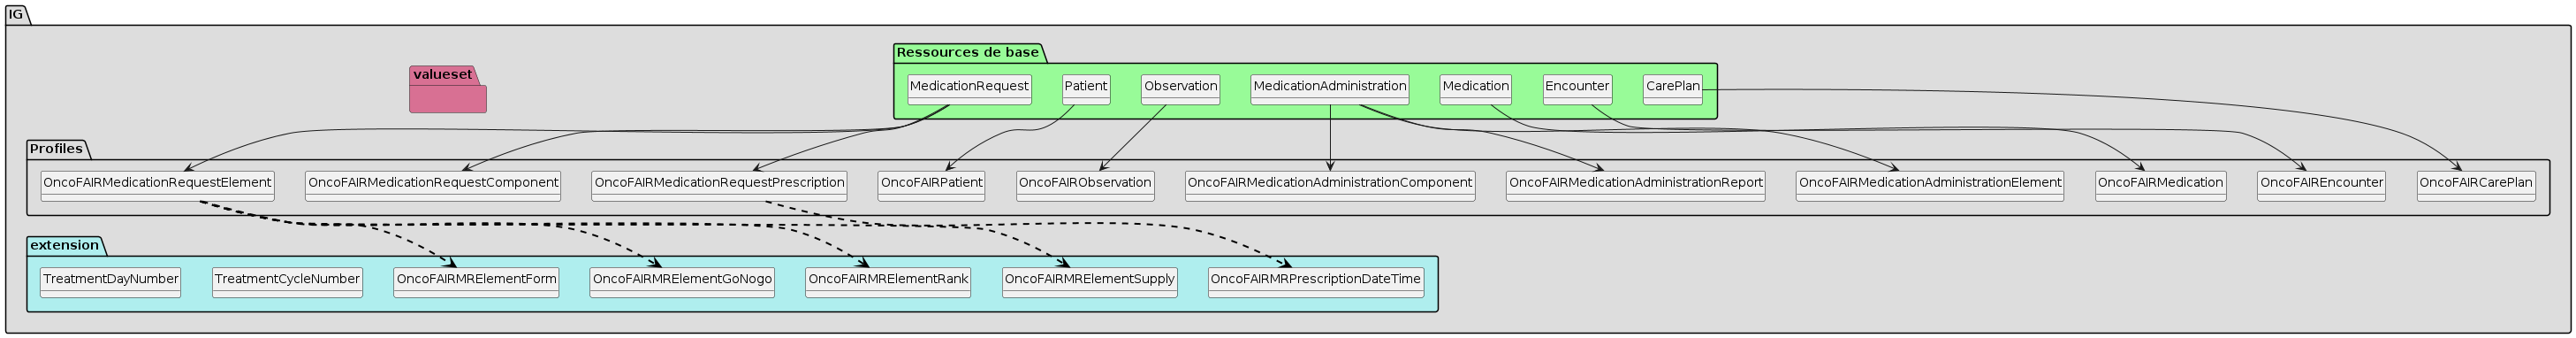 IG
Ressources de base
valueset
MedicationRequest
Patient
Observation
MedicationAdministration
Medication
Encounter
CarePlan
Profiles
OncoFAIRMedicationRequestElement
OncoFAIRMedicationRequestComponent
OncoFAIRMedicationRequestPrescription
OncoFAIRPatient
OncoFAIRObservation
OncoFAIRMedicationAdministrationComponent
OncoFAIRMedicationAdministrationReport
OncoFAIRMedicationAdministrationElement
OncoFAIRMedication
OncoFAIREncounter
OncoFAIRCarePlan
extension
TreatmentDayNumber
TreatmentCycleNumber
OncoFAIRMRElementForm
OncoFAIRMRElementGoNogo
OncoFAIRMRElementRank
OncoFAIRMRElementSupply
OncoFAIRMRPrescriptionDateTime